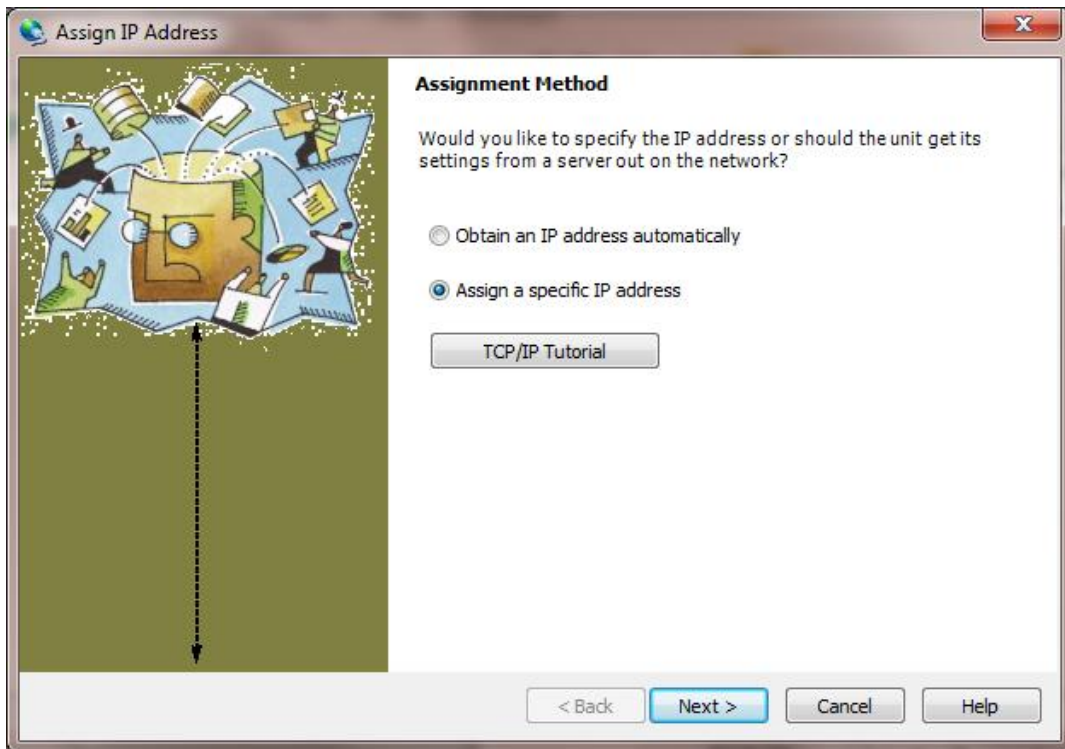 Assign IP Address
Assignment Method
Would you like to specify the IP address or should the unit get its
settings from a server out on the network?
Obtain an IP address automatically
Assign a specific IP address
TCP/IP Tutorial
< Back
Next >
Cancel
Help